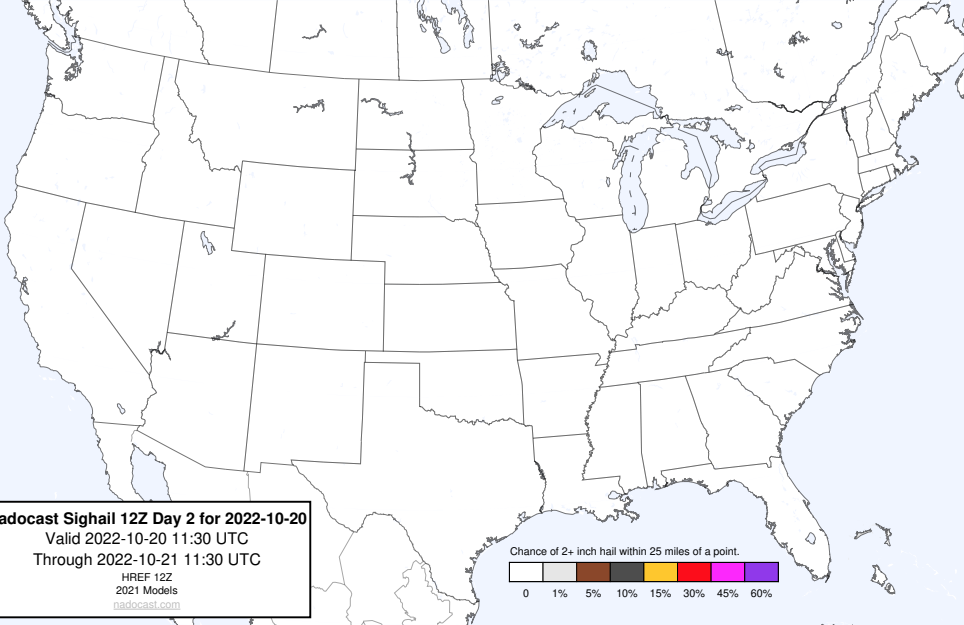 adocast Sighail 12Z Day 2 for 2022-10-20
Valid 2022-10-20 11:30 UTC
Through 2022-10-21 11:30 UTC
HREF 12Z
2021 Models
nadocast.com
Chance of 2+ inch hail within 25 miles of a point.
0 1% 5% 10% 15% 30% 45% 60%